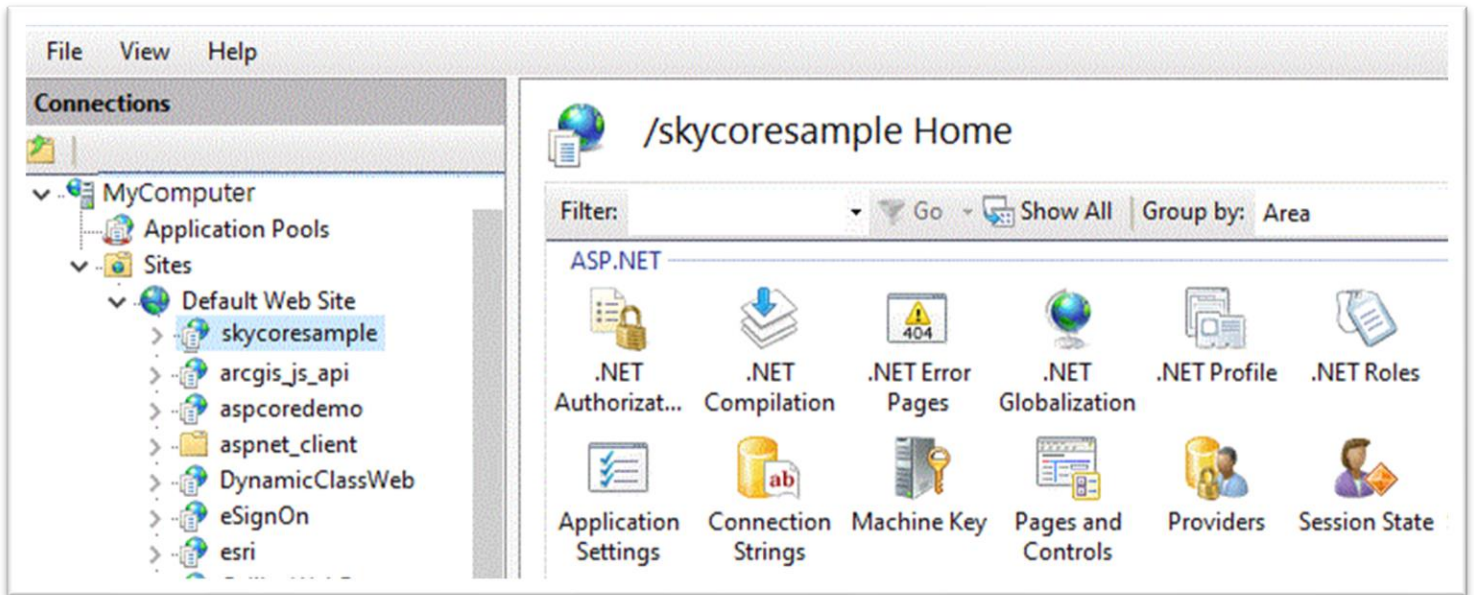 File View Help
Connections
/skycoresample Home
MyComputer
Application Pools
Sites
Default Web Site
skycoresample
arcgis_js_api
aspcoredemo
aspnet_client
DynamicClassWeb
eSignOn
esri
Filter: Go Show All Group by: Area
ASP.NET
404
.NET Authorizat...
.NET Compilation
.NET Error Pages
.NET Globalization
.NET Profile
.NET Roles
ab
Application Settings
Connection Strings
Machine Key
Pages and Controls
Providers
Session State